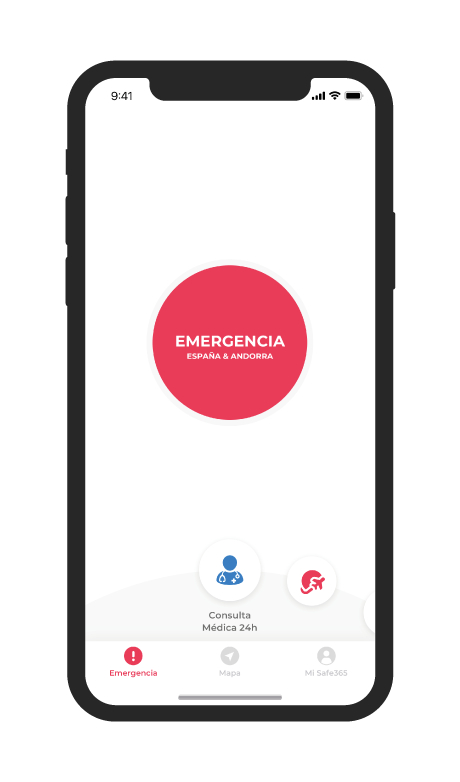 9:41
EMERGENCIA
ESPAÑA & ANDORRA
Consulta
Médica 24h
Emergencia
Mapa
Mi Safe365